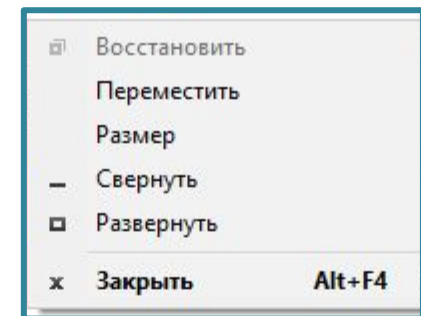 Восстановить
Переместить
Размер
Свернуть
Развернуть
Закрыть Alt+F4